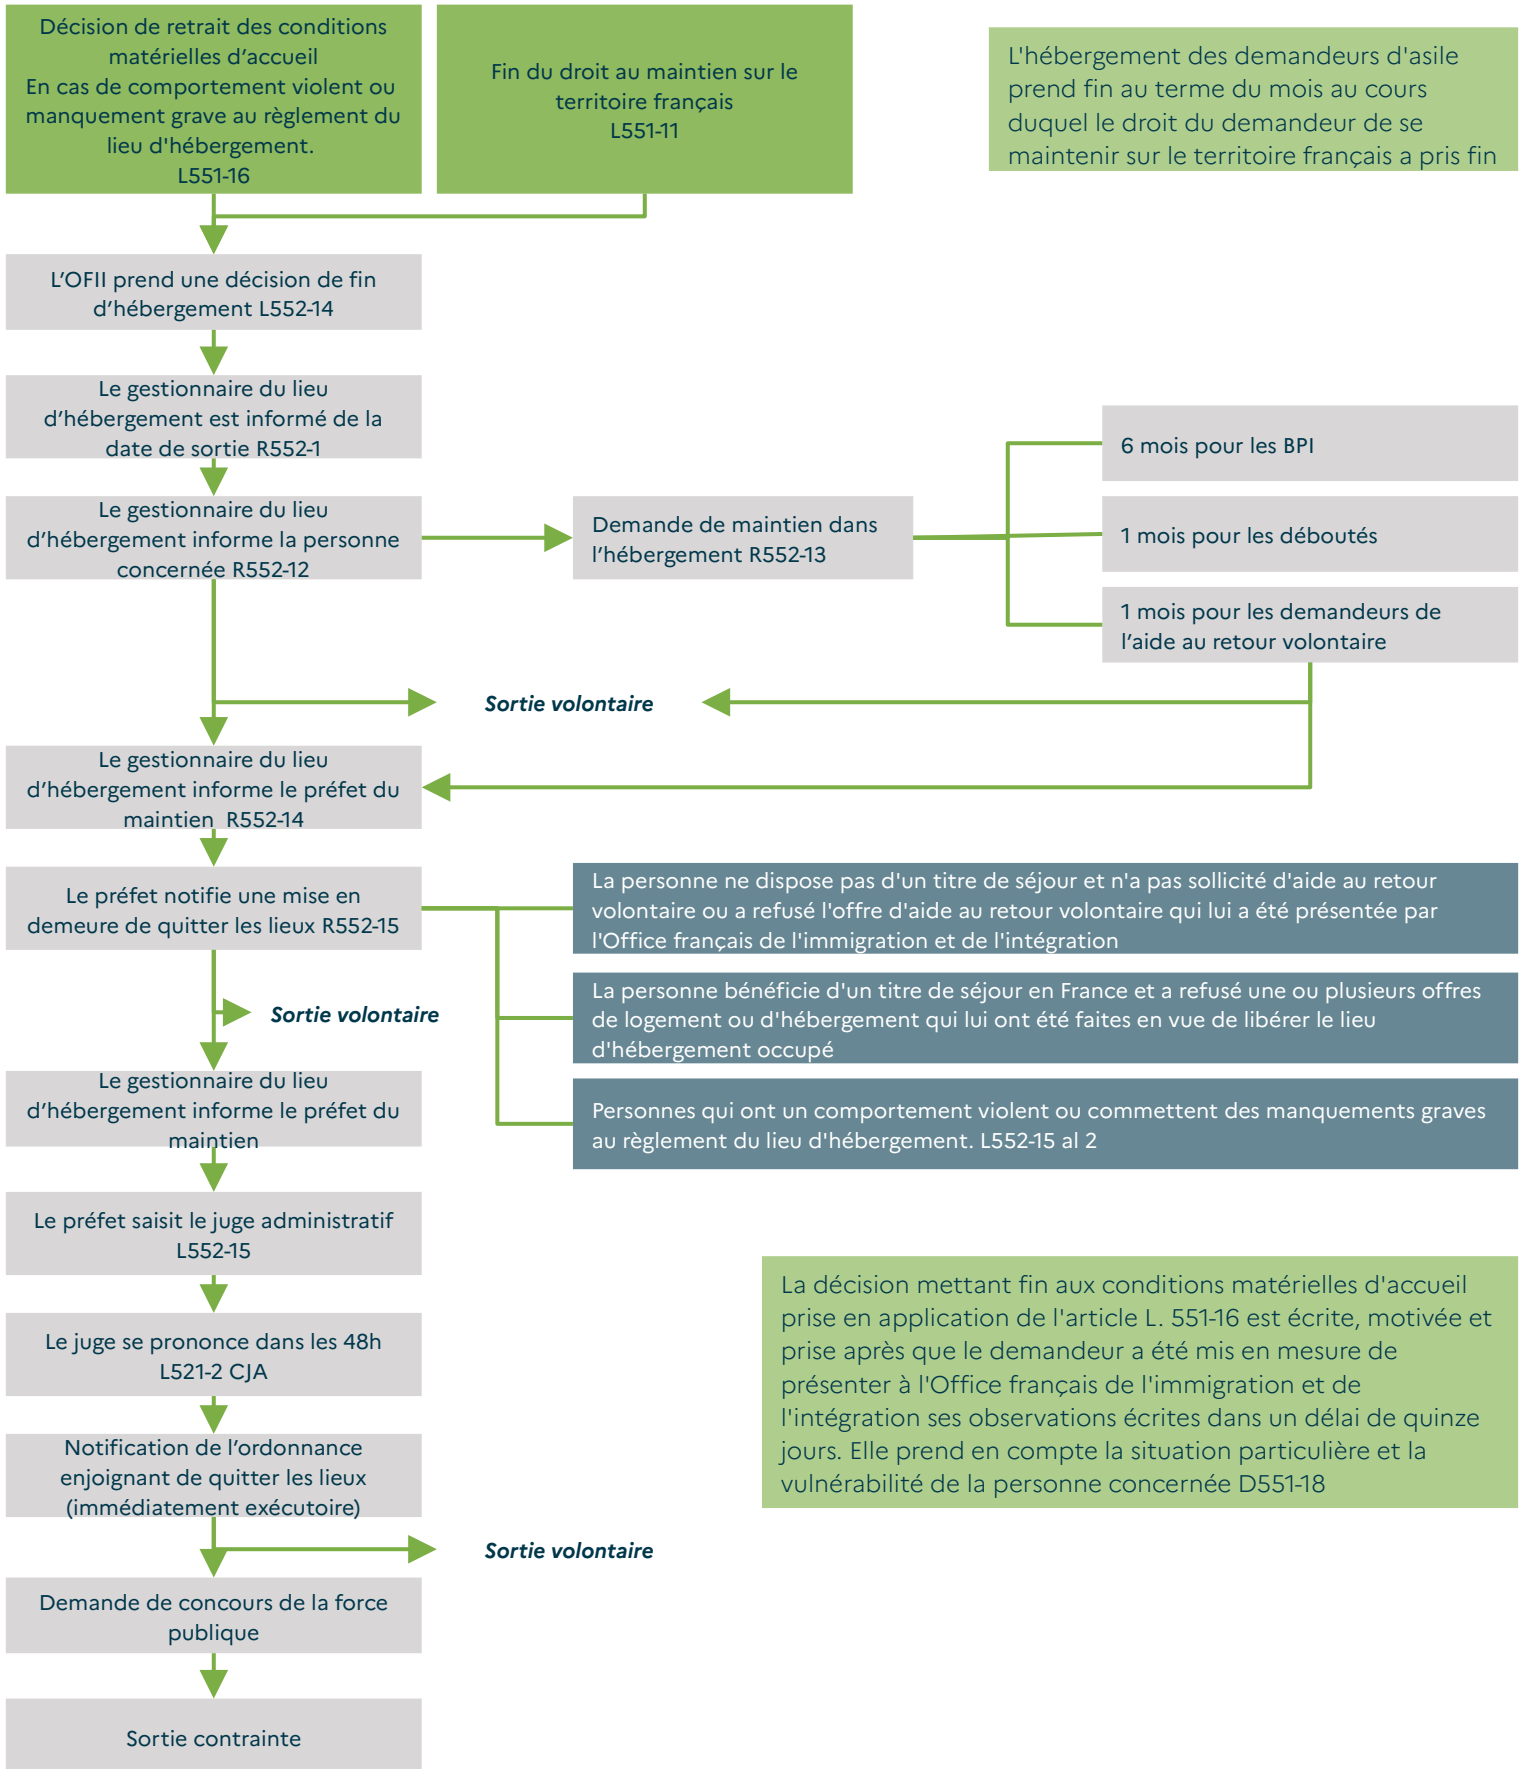 Décision de retrait des conditions
matérielles d’accueil
En cas de comportement violent ou
manquement grave au règlement du
lieu d'hébergement.
L551-16
Fin du droit au maintien sur le
territoire français
L551-11
L'hébergement des demandeurs d'asile
prend fin au terme du mois au cours
duquel le droit du demandeur de se
maintenir sur le territoire français a pris fin
L’OFII prend une décision de fin
d’hébergement L552-14
Le gestionnaire du lieu
d’hébergement est informé de la
date de sortie R552-1
Le gestionnaire du lieu
d’hébergement informe la personne
concernée R552-12
Demande de maintien dans
l’hébergement R552-13
6 mois pour les BPI
1 mois pour les déboutés
1 mois pour les demandeurs de
l’aide au retour volontaire
Sortie volontaire
Le gestionnaire du lieu
d’hébergement informe le préfet du
maintien  R552-14
Le préfet notifie une mise en
demeure de quitter les lieux R552-15
La personne ne dispose pas d'un titre de séjour et n'a pas sollicité d'aide au retour
volontaire ou a refusé l'offre d'aide au retour volontaire qui lui a été présentée par
l'Office français de l'immigration et de l'intégration
La personne bénéficie d'un titre de séjour en France et a refusé une ou plusieurs offres
de logement ou d'hébergement qui lui ont été faites en vue de libérer le lieu
d'hébergement occupé
Personnes qui ont un comportement violent ou commettent des manquements graves
au règlement du lieu d'hébergement. L552-15 al 2
Sortie volontaire
Le gestionnaire du lieu
d’hébergement informe le préfet du
maintien
Le préfet saisit le juge administratif
L552-15
Le juge se prononce dans les 48h
L521-2 CJA
La décision mettant fin aux conditions matérielles d'accueil
prise en application de l'article L. 551-16 est écrite, motivée et
prise après que le demandeur a été mis en mesure de
présenter à l'Office français de l'immigration et de
l'intégration ses observations écrites dans un délai de quinze
jours. Elle prend en compte la situation particulière et la
vulnérabilité de la personne concernée D551-18
Notification de l’ordonnance
enjoignant de quitter les lieux
(immédiatement exécutoire)
Sortie volontaire
Demande de concours de la force
publique
Sortie contrainte